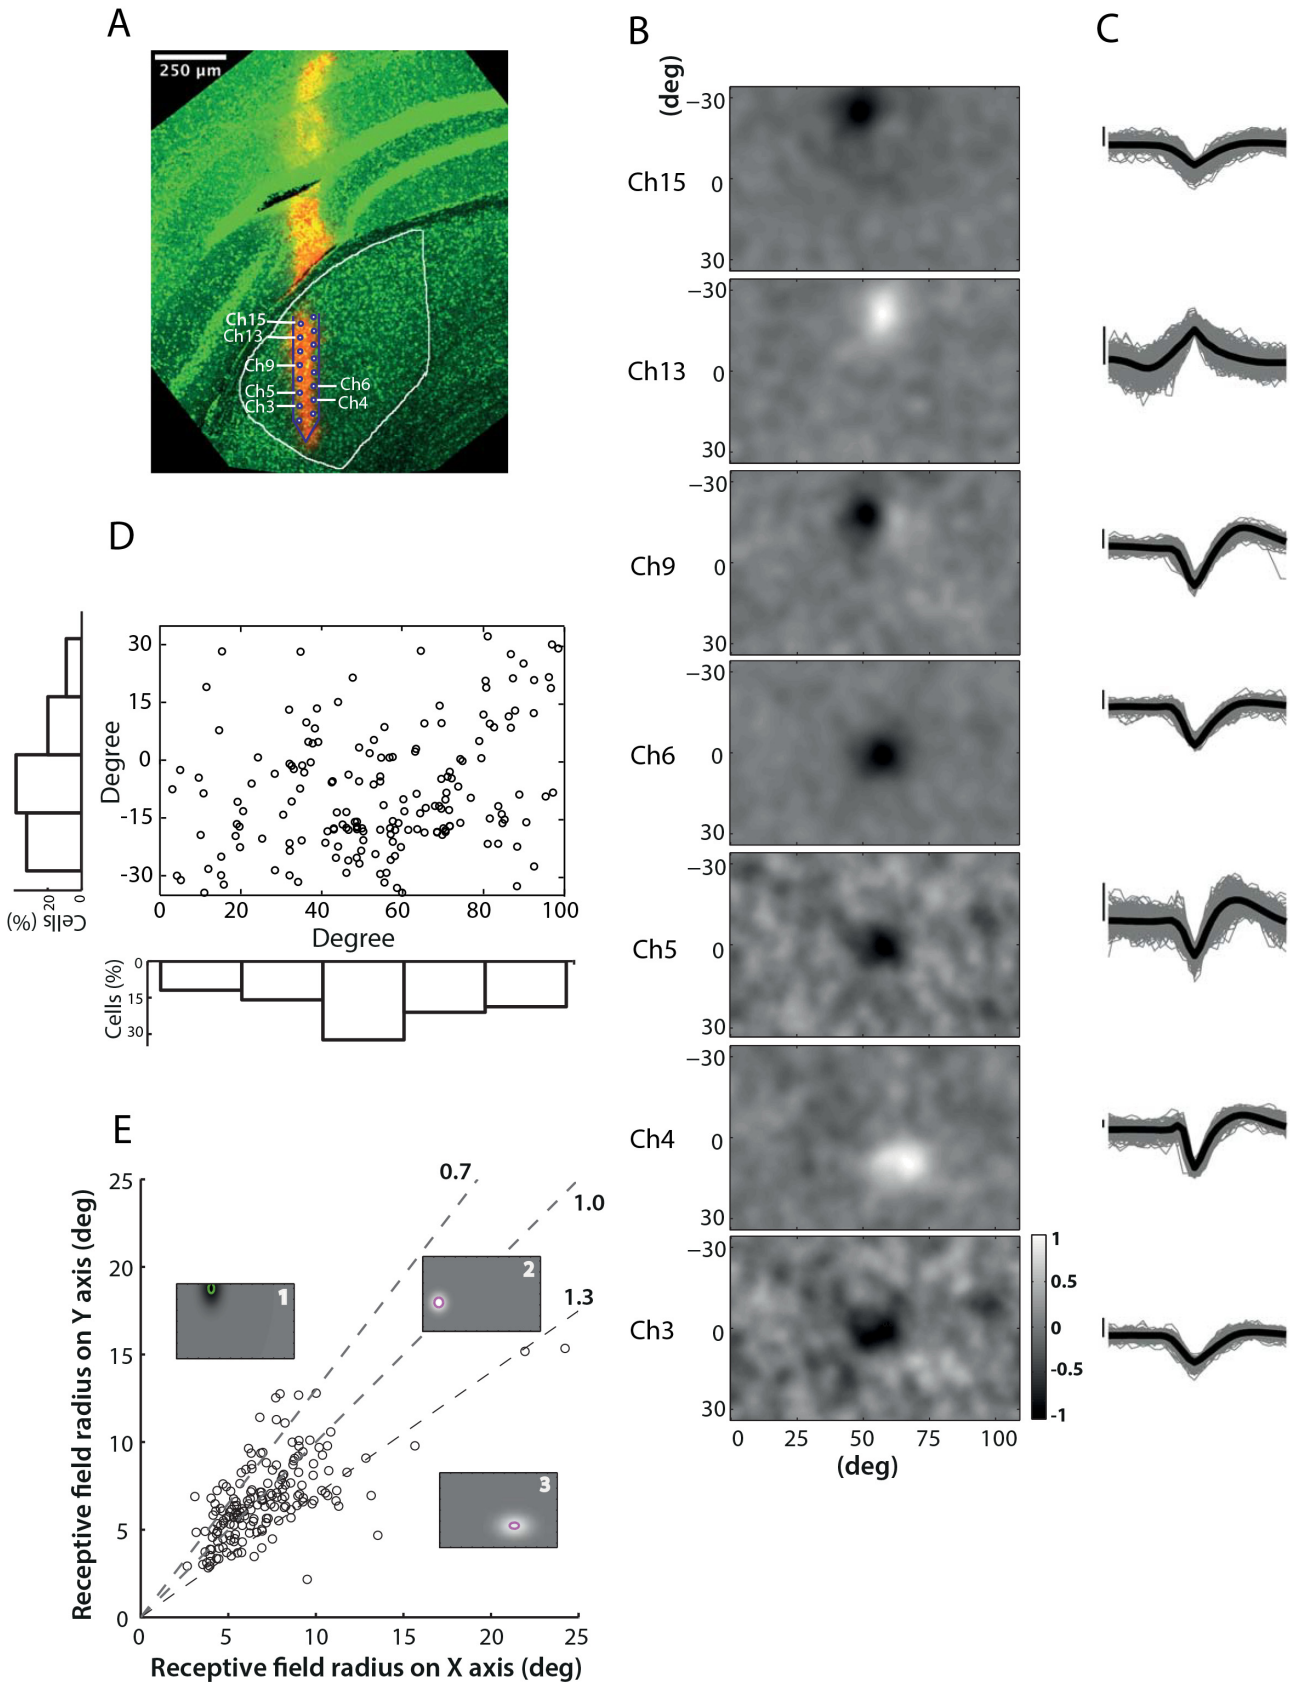 A
250 µm
Ch15
Ch13
Ch9
Ch5
Ch3
Ch6
Ch4
B
(deg)
−30
Ch15 0
30
−30
Ch13 0
30
−30
Ch9 0
30
−30
Ch6 0
30
−30
Ch5 0
30
−30
Ch4 0
30
−30
Ch3 0
30
0 25 50 75 100
(deg)
1
0.5
0
-0.5
-1
C
D
30
15
0
-15
-30
Degree
0 20 40 60 80 100
Degree
20 0
Cells (%)
0
15
30
Cells (%)
E
25
20
15
10
5
0
Receptive field radius on Y axis (deg)
0.7
1.0
1.3
1
2
3
0 5 10 15 20 25
Receptive field radius on X axis (deg)